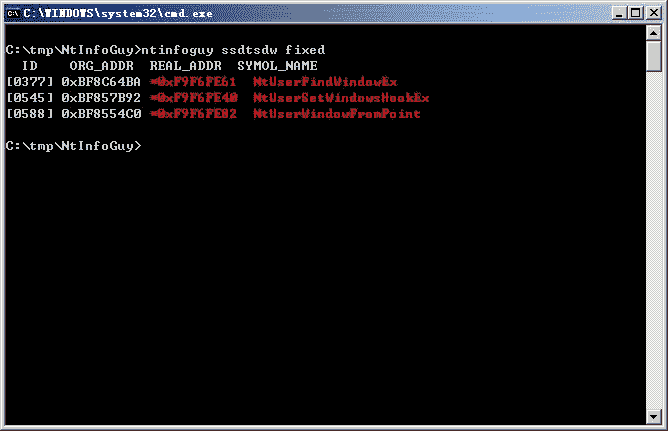 C:\WINDOWS\system32\cmd.exe
C:\tmp\NtInfoGuy>ntinfoguy ssdtsdw fixed
ID ORG_ADDR REAL_ADDR SYMOL_NAME
[0377] 0xBF8C64BA *0xF9F6FE61 NtUserFindWindowEx
[0545] 0xBF857B92 *0xF9F6FE40 NtUserSetWindowsHookEx
[0588] 0xBF8554C0 *0xF9F6FE82 NtUserWindowFromPoint
C:\tmp\NtInfoGuy>